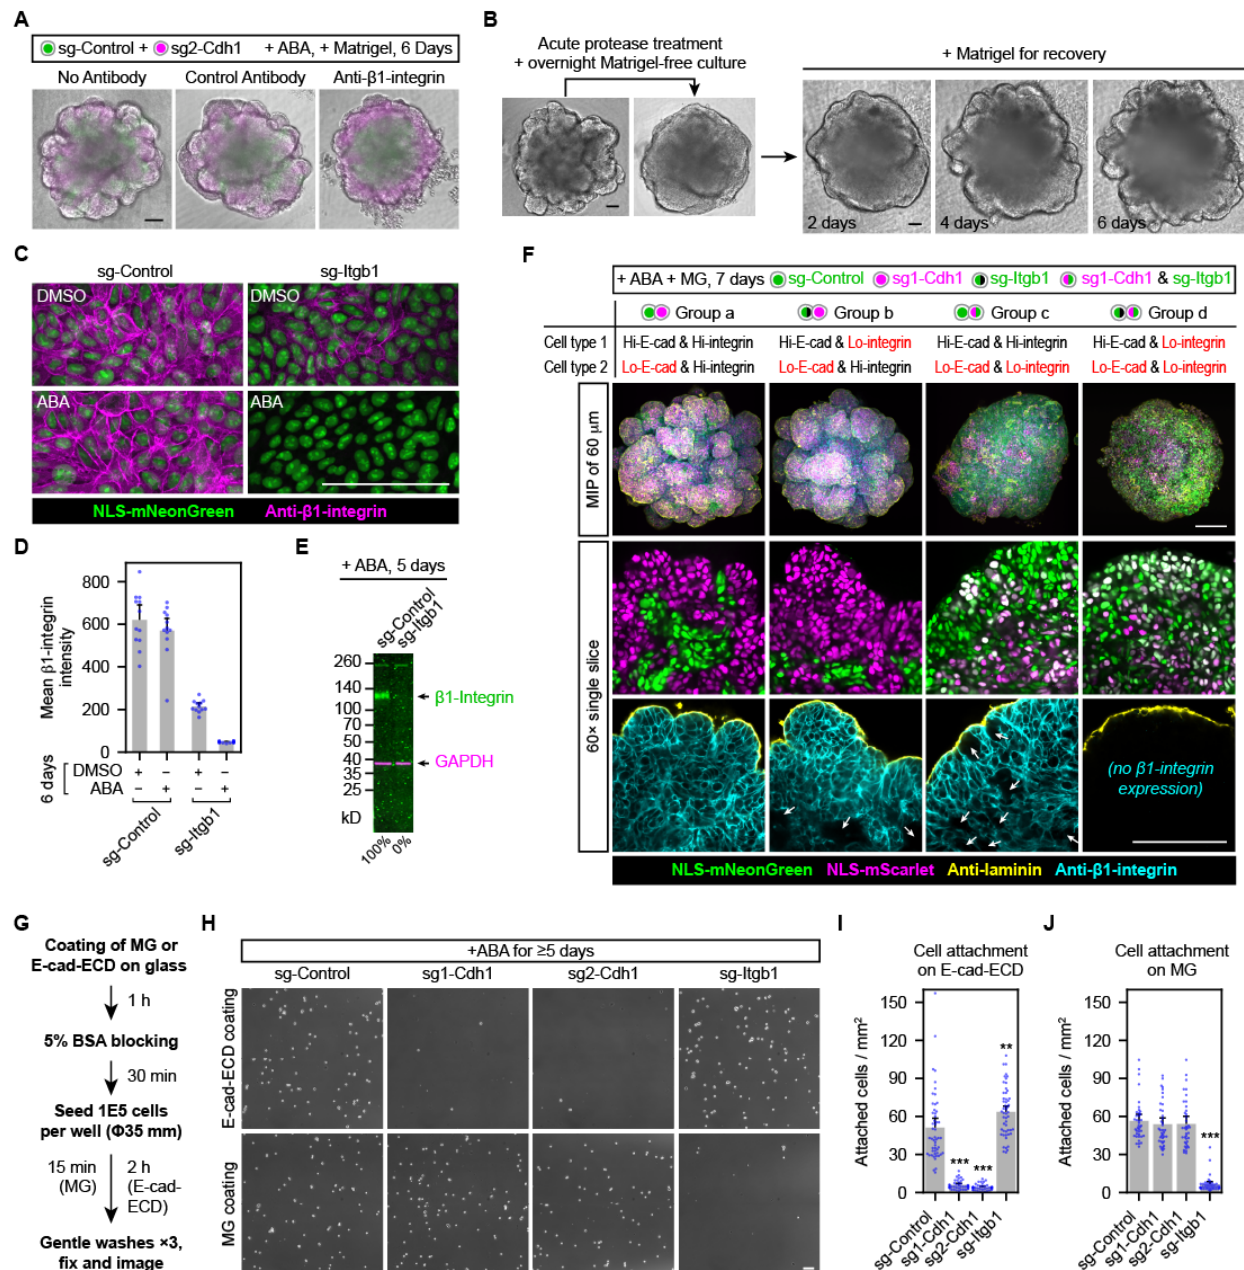 A
sg-Control + sg2-Cdh1 + ABA, + Matrigel, 6 Days
No Antibody Control Antibody Anti-β1-integrin
B
Acute protease treatment
+ overnight Matrigel-free culture
+ Matrigel for recovery
2 days 4 days 6 days
C
sg-Control sg-Itgb1
DMSO DMSO
ABA ABA
NLS-mNeonGreen Anti-β1-integrin
D
Mean β1-integrin
intensity
800
600
400
200
0
6 days
DMSO + − + −
ABA − + − +
sg-Control sg-Itgb1
E
+ ABA, 5 days
sg-Control
sg-Itgb1
260
140
100
70
50
40
35
25
kD
β1-Integrin
GAPDH
100% 0%
F
+ ABA + MG, 7 days sg-Control sg1-Cdh1 sg-Itgb1 sg1-Cdh1 & sg-Itgb1
Group a Group b Group c Group d
Cell type 1 Hi-E-cad & Hi-integrin Hi-E-cad & Lo-integrin Hi-E-cad & Hi-integrin Hi-E-cad & Lo-integrin
Cell type 2 Lo-E-cad & Hi-integrin Lo-E-cad & Hi-integrin Lo-E-cad & Lo-integrin Lo-E-cad & Lo-integrin
MIP of 60 μm
60× single slice
(no β1-integrin
expression)
NLS-mNeonGreen NLS-mScarlet Anti-laminin Anti-β1-integrin
G
Coating of MG or
E-cad-ECD on glass
1 h
5% BSA blocking
30 min
Seed 1E5 cells
per well (Φ35 mm)
15 min 2 h
(MG) (E-cad-
ECD)
Gentle washes ×3,
fix and image
H
+ABA for ≥5 days
sg-Control sg1-Cdh1 sg2-Cdh1 sg-Itgb1
E-cad-ECD coating
MG coating
I
Cell attachment
on E-cad-ECD
Attached cells / mm²
150
120
90
60
30
0
*** *** **
sg-Control
sg1-Cdh1
sg2-Cdh1
sg-Itgb1
J
Cell attachment
on MG
Attached cells / mm²
150
120
90
60
30
0
***
sg-Control
sg1-Cdh1
sg2-Cdh1
sg-Itgb1